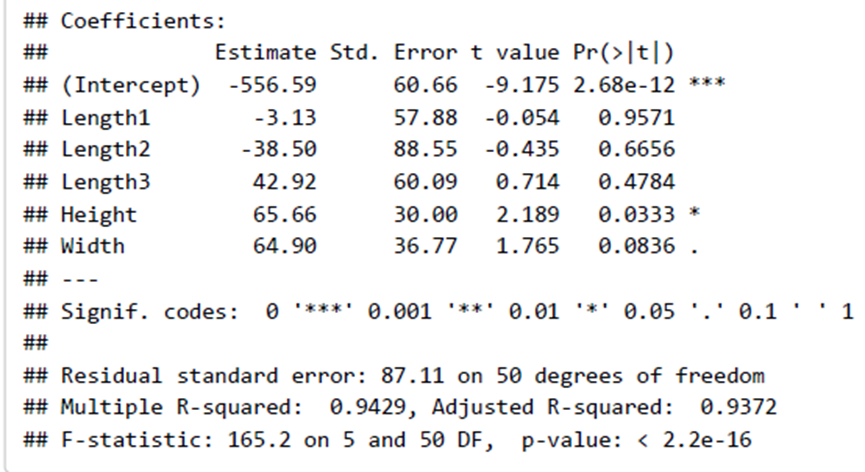 ## Coefficients:
##             Estimate Std. Error t value Pr(>|t|)
## (Intercept)  -556.59      60.66  -9.175 2.68e-12 ***
## Length1        -3.13      57.88  -0.054   0.9571
## Length2       -38.50      88.55  -0.435   0.6656
## Length3        42.92      60.09   0.714   0.4784
## Height         65.66      30.00   2.189   0.0333 *
## Width          64.90      36.77   1.765   0.0836 .
## ---
## Signif. codes:  0 '***' 0.001 '**' 0.01 '*' 0.05 '.' 0.1 ' ' 1
##
## Residual standard error: 87.11 on 50 degrees of freedom
## Multiple R-squared:  0.9429, Adjusted R-squared:  0.9372
## F-statistic: 165.2 on 5 and 50 DF,  p-value: < 2.2e-16